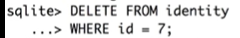 sqlite> DELETE FROM identity
...> WHERE id = 7;